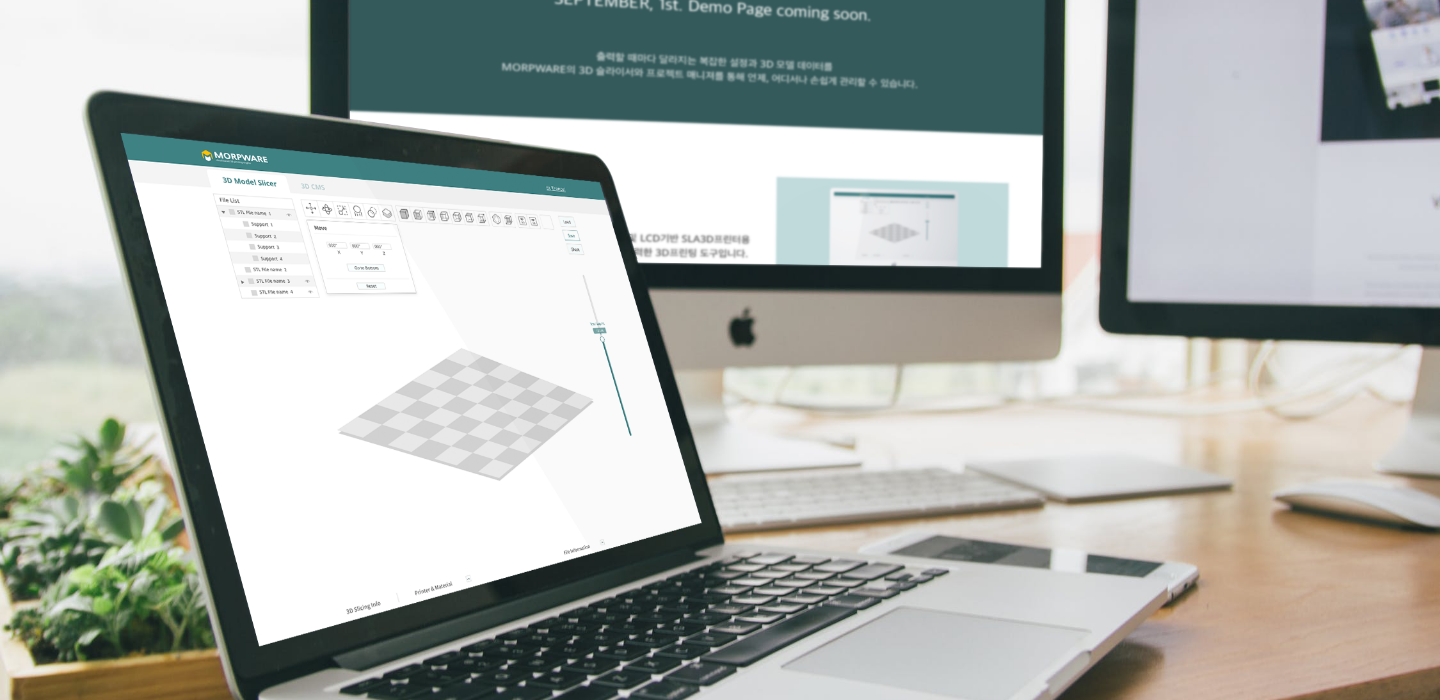 SEPTEMBER, 1st. Demo Page coming soon.
출력할 때마다 달라지는 복잡한 설정과 3D 모델 데이터를
MORPWARE의 3D 슬라이서와 프로젝트 매니저를 통해 언제, 어디서나 손쉽게 관리할 수 있습니다.
및 LCD기반 SLA3D프린터용
3D프린팅 도구입니다.
MORPWARE
3D Model Slicer
3D CMS
File List
STL File name 1
Support 1
Support 2
Support 3
Support 4
STL File name 2
STL File name 3
STL File name 4
Move
X Y Z
Go to Bottom
Reset
3D Slicing Info
Printer & Material
File Information